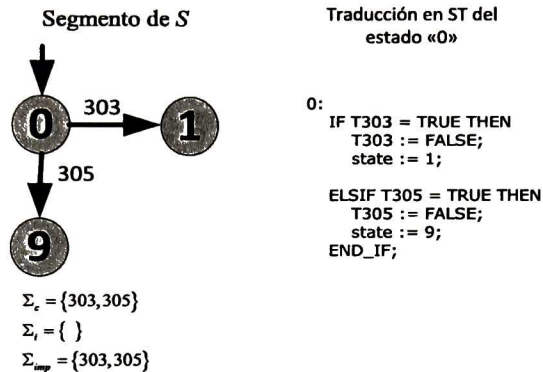 Segmento de S
0
303
1
305
9
Σc = {303,305}
Σi = { }
Σimp = {303,305}
Traducción en ST del
estado «0»
0:
IF T303 = TRUE THEN
T303 := FALSE;
state := 1;
ELSIF T305 = TRUE THEN
T305 := FALSE;
state := 9;
END_IF;